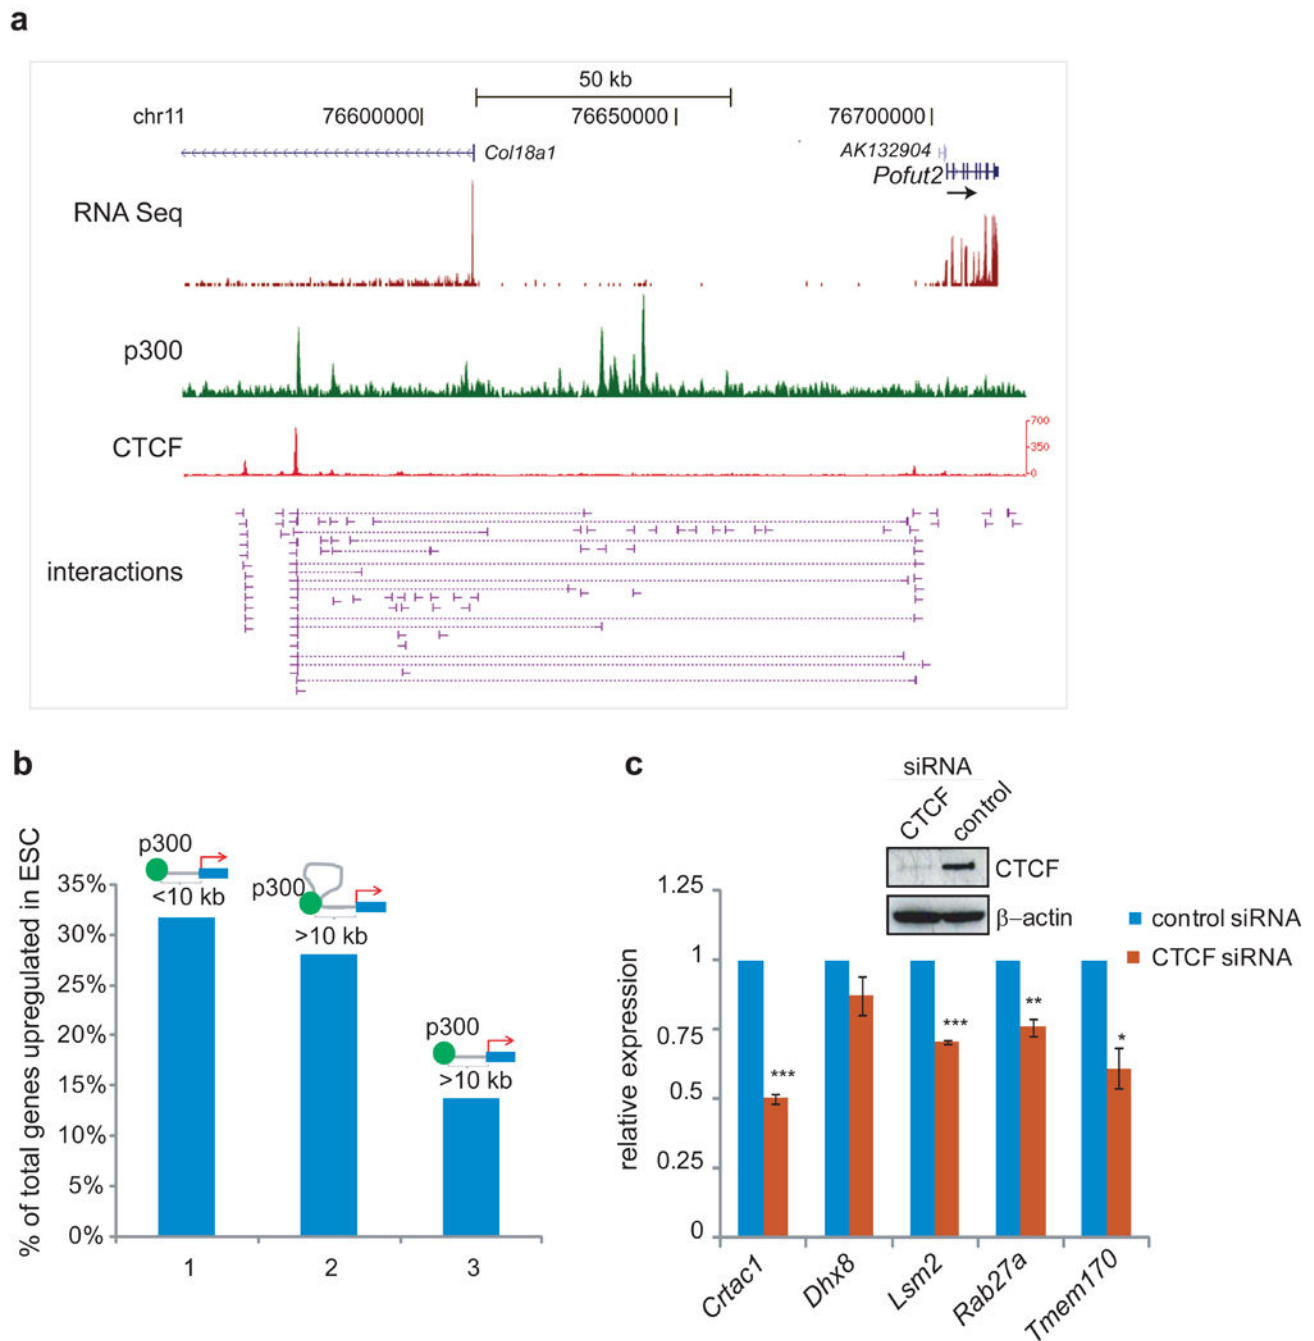 a
50 kb
chr11 76600000 76650000 76700000
Col18a1
AK132904
Pofut2
RNA Seq
p300
CTCF
700
350
0
interactions
b
% of total genes upregulated in ESC
35%
30%
25%
20%
15%
10%
5%
0%
p300
<10 kb
p300
>10 kb
p300
>10 kb
1 2 3
c
siRNA
CTCF control
CTCF
β–actin
control siRNA
CTCF siRNA
relative expression
1.25
1
0.75
0.5
0.25
0
***
***
**
*
Crtac1 Dhx8 Lsm2 Rab27a Tmem170